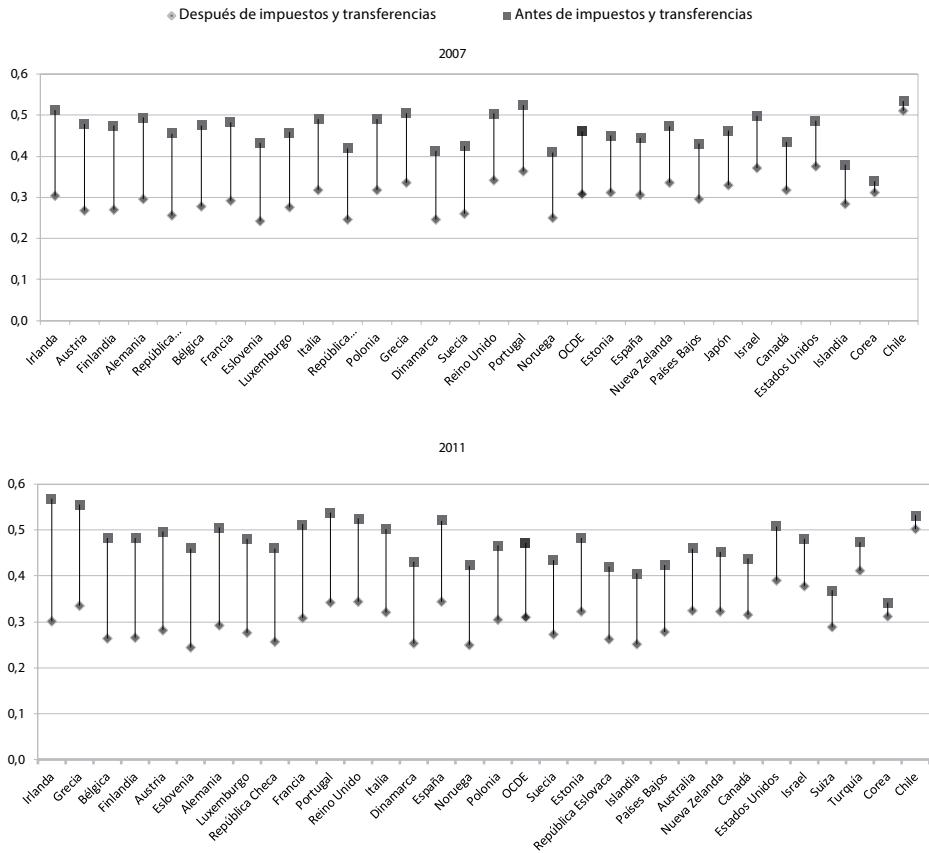 Después de impuestos y transferencias
Antes de impuestos y transferencias
2007
0,6
0,5
0,4
0,3
0,2
0,1
0,0
Irlanda
Austria
Finlandia
Alemania
República...
Bélgica
Francia
Eslovenia
Luxemburgo
Italia
República...
Polonia
Grecia
Dinamarca
Suecia
Reino Unido
Portugal
Noruega
OCDE
Estonia
España
Nueva Zelanda
Países Bajos
Japón
Israel
Canadá
Estados Unidos
Islandia
Corea
Chile
2011
0,6
0,5
0,4
0,3
0,2
0,1
0,0
Irlanda
Grecia
Bélgica
Finlandia
Austria
Eslovenia
Alemania
Luxemburgo
República Checa
Francia
Portugal
Reino Unido
Italia
Dinamarca
España
Noruega
Polonia
OCDE
Suecia
Estonia
República Eslovaca
Islandia
Países Bajos
Australia
Nueva Zelanda
Canadá
Estados Unidos
Israel
Suiza
Turquía
Corea
Chile